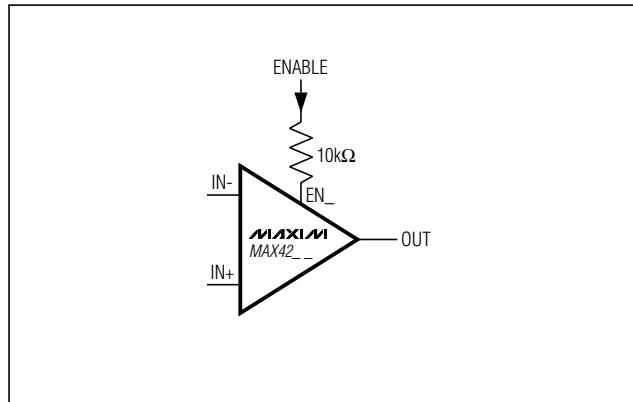 ENABLE
10kΩ
IN-
EN_
MAXIM
MAX42_ _
OUT
IN+